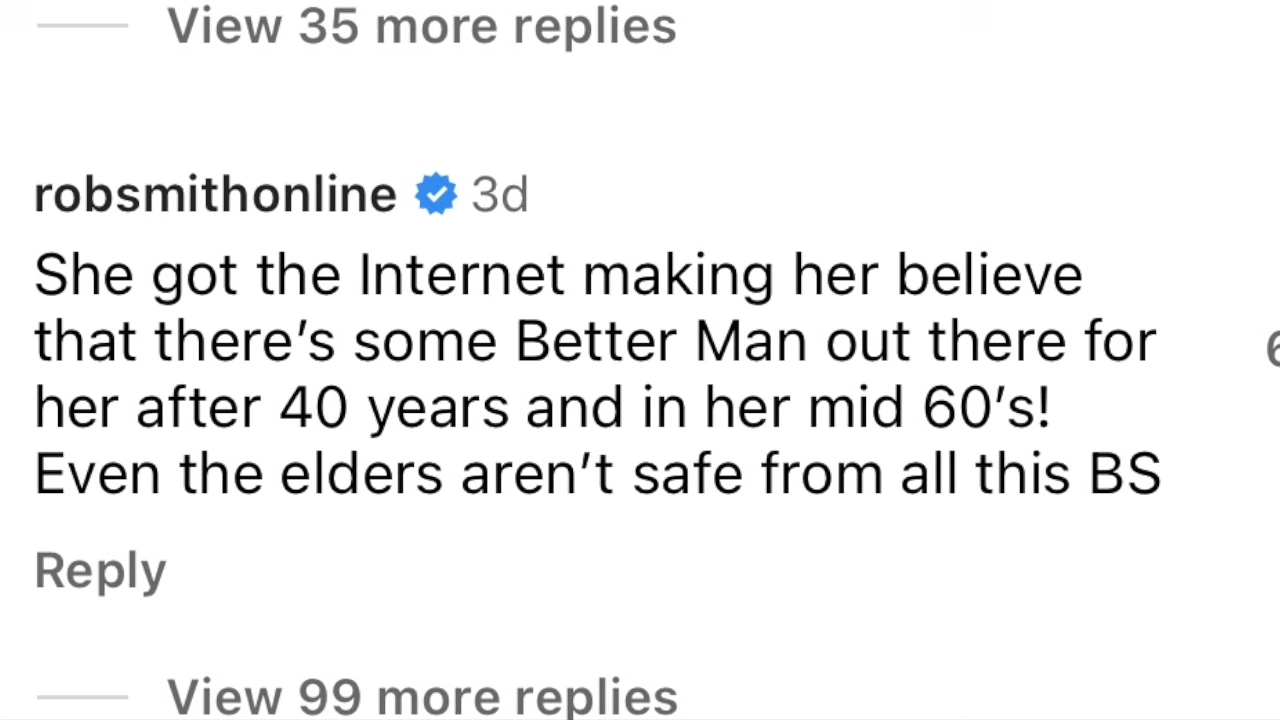 View 35 more replies
robsmithonline 3d
She got the Internet making her believe
that there's some Better Man out there for
her after 40 years and in her mid 60's!
Even the elders aren't safe from all this BS
Reply
View 99 more replies